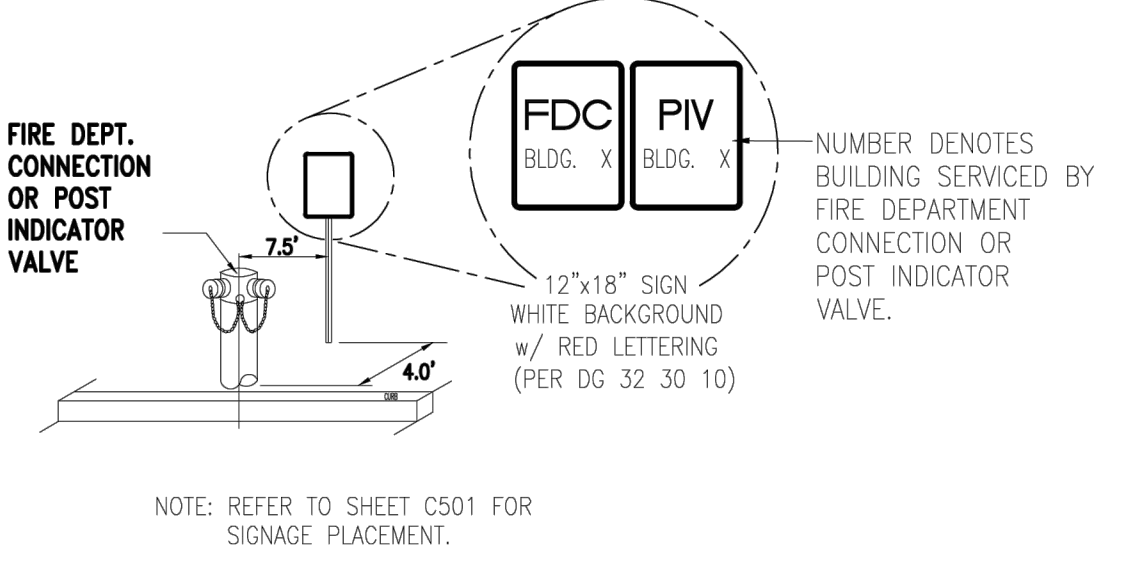 FIRE DEPT.
CONNECTION
OR POST
INDICATOR
VALVE
7.5'
4.0'
CURB
FDC
BLDG. X
PIV
BLDG. X
NUMBER DENOTES
BUILDING SERVICED BY
FIRE DEPARTMENT
CONNECTION OR
POST INDICATOR
VALVE.
12"x18" SIGN
WHITE BACKGROUND
w/ RED LETTERING
(PER DG 32 30 10)
NOTE: REFER TO SHEET C501 FOR
SIGNAGE PLACEMENT.